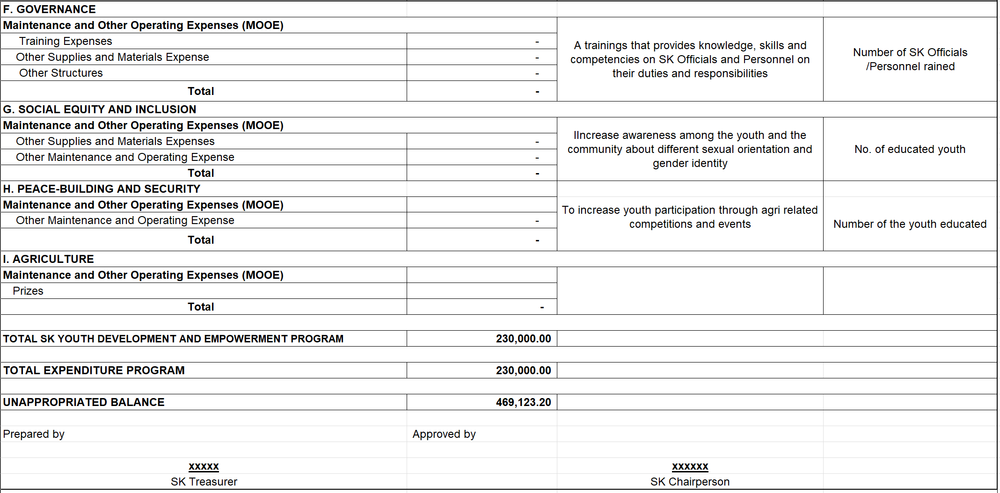 F. GOVERNANCE
Maintenance and Other Operating Expenses (MOOE)
Training Expenses -
Other Supplies and Materials Expense -
Other Structures -
Total -
A trainings that provides knowledge, skills and
competencies on SK Officials and Personnel on
their duties and responsibilities
Number of SK Officials
/Personnel rained
G. SOCIAL EQUITY AND INCLUSION
Maintenance and Other Operating Expenses (MOOE)
Other Supplies and Materials Expenses -
Other Maintenance and Operating Expense -
Total -
IIncrease awareness among the youth and the
community about different sexual orientation and
gender identity
No. of educated youth
H. PEACE-BUILDING AND SECURITY
Maintenance and Other Operating Expenses (MOOE)
Other Maintenance and Operating Expense -
Total -
To increase youth participation through agri related
competitions and events
Number of the youth educated
I. AGRICULTURE
Maintenance and Other Operating Expenses (MOOE)
Prizes
Total -
TOTAL SK YOUTH DEVELOPMENT AND EMPOWERMENT PROGRAM 230,000.00
TOTAL EXPENDITURE PROGRAM 230,000.00
UNAPPROPRIATED BALANCE 469,123.20
Prepared by Approved by
xxxxx xxxxxx
SK Treasurer SK Chairperson